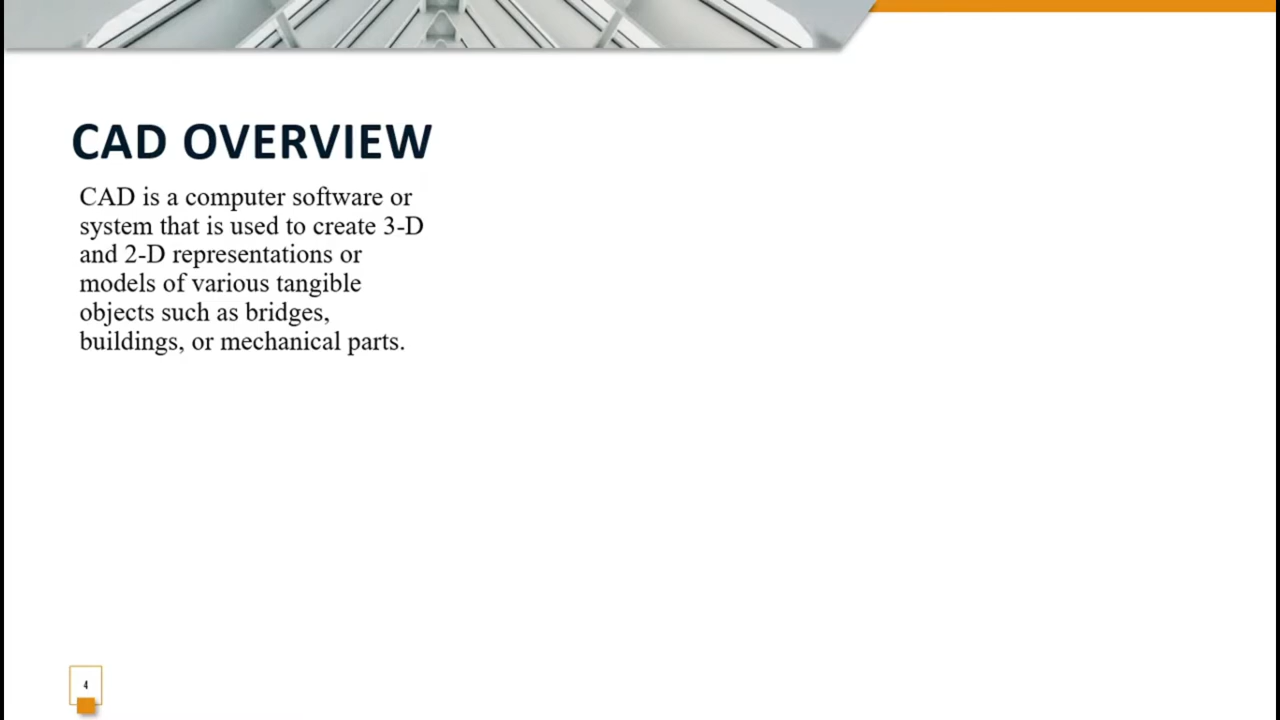 CAD OVERVIEW
CAD is a computer software or
system that is used to create 3-D
and 2-D representations or
models of various tangible
objects such as bridges,
buildings, or mechanical parts.
4